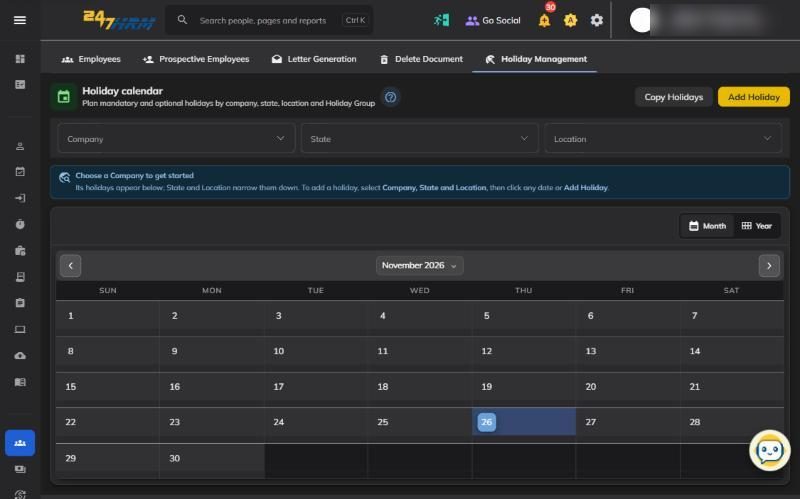 247HRM
Search people, pages and reports
Ctrl K
Go Social
30
A
Employees
Prospective Employees
Letter Generation
Delete Document
Holiday Management
Holiday calendar
Plan mandatory and optional holidays by company, state, location and Holiday Group
?
Copy Holidays
Add Holiday
Company
State
Location
Choose a Company to get started
Its holidays appear below; State and Location narrow them down. To add a holiday, select Company, State and Location, then click any date or Add Holiday.
Month
Year
November 2026
SUN MON TUE WED THU FRI SAT
1 2 3 4 5 6 7
8 9 10 11 12 13 14
15 16 17 18 19 20 21
22 23 24 25 26 27 28
29 30